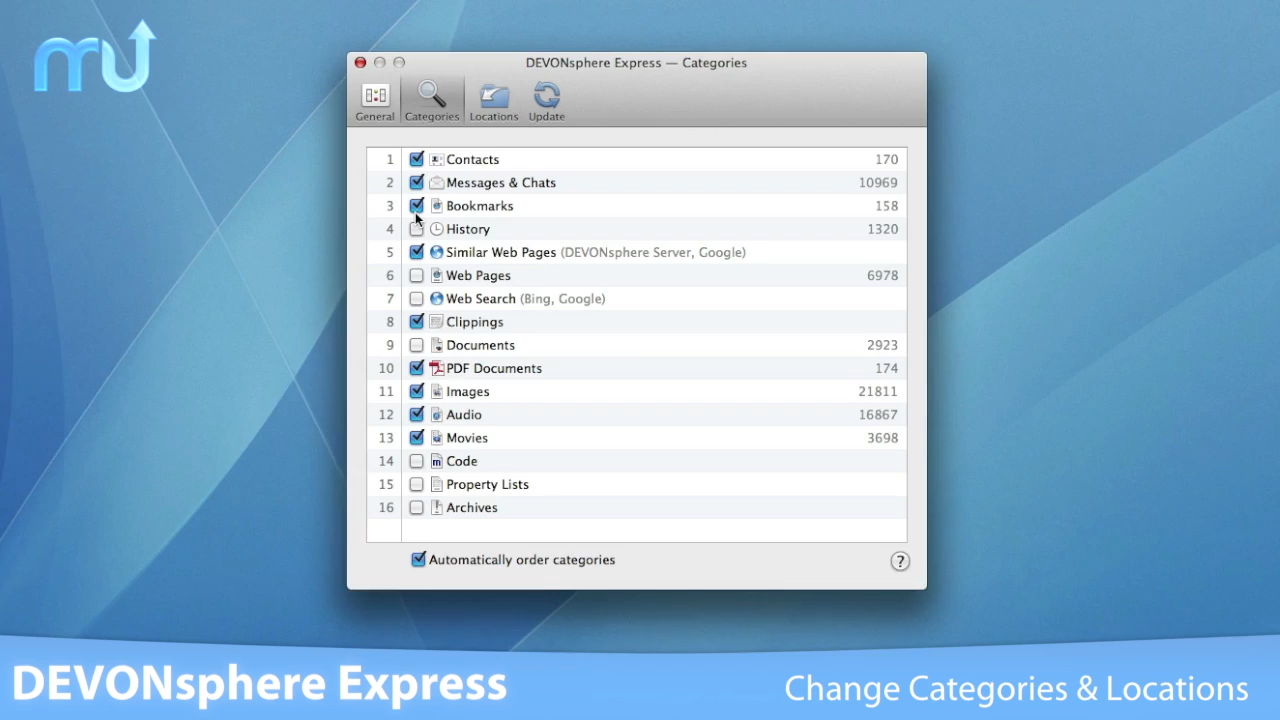 mu
DEVONsphere Express — Categories
General Categories Locations Update
1 Contacts 170
2 Messages & Chats 10969
3 Bookmarks 158
4 History 1320
5 Similar Web Pages (DEVONsphere Server, Google)
6 Web Pages 6978
7 Web Search (Bing, Google)
8 Clippings
9 Documents 2923
10 PDF Documents 174
11 Images 21811
12 Audio 16867
13 Movies 3698
14 m Code
15 Property Lists
16 Archives
Automatically order categories ?
DEVONsphere Express Change Categories & Locations